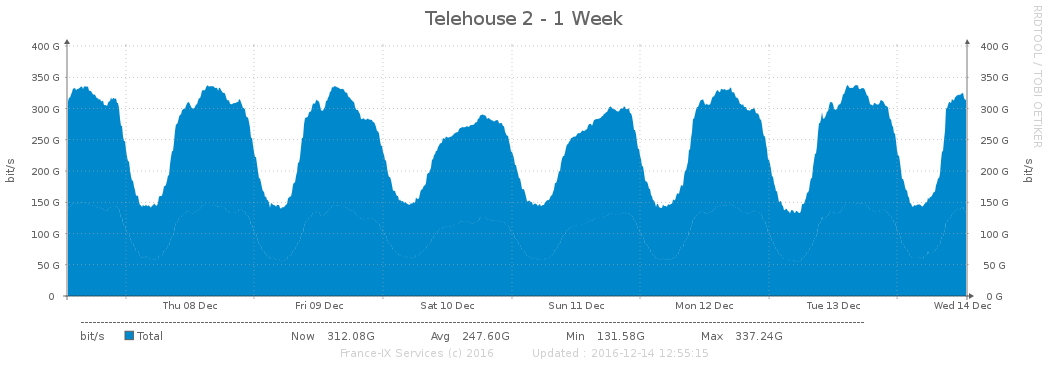 Telehouse 2 - 1 Week
RRDTOOL / TOBI OETIKER
400 G 400 G
350 G 350 G
300 G 300 G
250 G 250 G
200 G 200 G
150 G 150 G
100 G 100 G
50 G 50 G
0 0 G
bit/s bit/s
Thu 08 Dec Fri 09 Dec Sat 10 Dec Sun 11 Dec Mon 12 Dec Tue 13 Dec Wed 14 Dec
bit/s Total Now 312.08G Avg 247.60G Min 131.58G Max 337.24G
France-IX Services (c) 2016 Updated : 2016-12-14 12:55:15